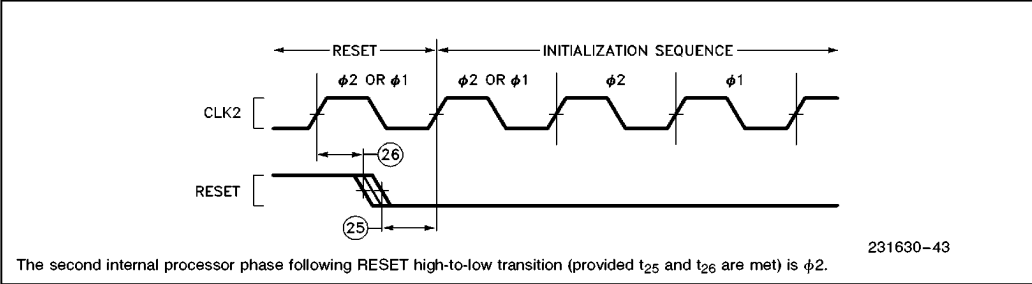 RESET INITIALIZATION SEQUENCE
ϕ2 OR ϕ1 ϕ2 OR ϕ1 ϕ2 ϕ1
CLK2
26
RESET
25
231630–43
The second internal processor phase following RESET high-to-low transition (provided t25 and t26 are met) is ϕ2.